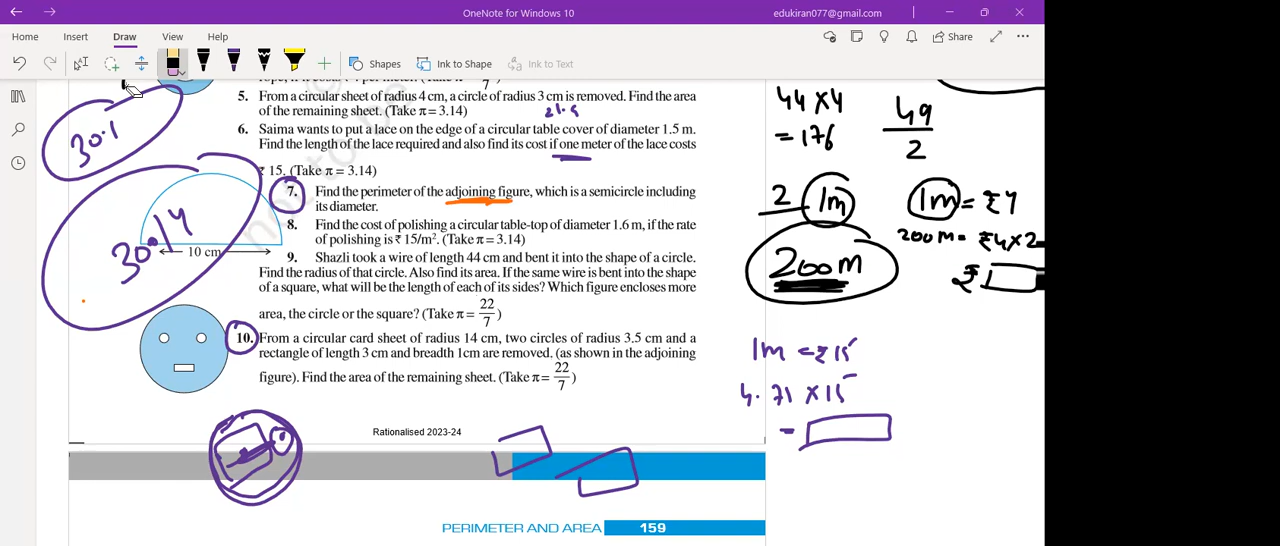 OneNote for Windows 10
edukiran077@gmail.com
Home Insert Draw View Help
Share
Shapes Ink to Shape Ink to Text
7
5. From a circular sheet of radius 4 cm, a circle of radius 3 cm is removed. Find the area
of the remaining sheet. (Take π = 3.14)
6. Saima wants to put a lace on the edge of a circular table cover of diameter 1.5 m.
Find the length of the lace required and also find its cost if one meter of the lace costs
₹ 15. (Take π = 3.14)
7. Find the perimeter of the adjoining figure, which is a semicircle including
its diameter.
10 cm
8. Find the cost of polishing a circular table-top of diameter 1.6 m, if the rate
of polishing is ₹ 15/m². (Take π = 3.14)
9. Shazli took a wire of length 44 cm and bent it into the shape of a circle.
Find the radius of that circle. Also find its area. If the same wire is bent into the shape
of a square, what will be the length of each of its sides? Which figure encloses more
area, the circle or the square? (Take π = 22/7)
10. From a circular card sheet of radius 14 cm, two circles of radius 3.5 cm and a
rectangle of length 3 cm and breadth 1cm are removed. (as shown in the adjoining
figure). Find the area of the remaining sheet. (Take π = 22/7)
Rationalised 2023-24
PERIMETER AND AREA 159
30.1
44 × 4
= 176
49/2
2 1m
200m
1m = ₹4
200m = ₹4×2
₹
1m = ₹15
4.71 × 15
=